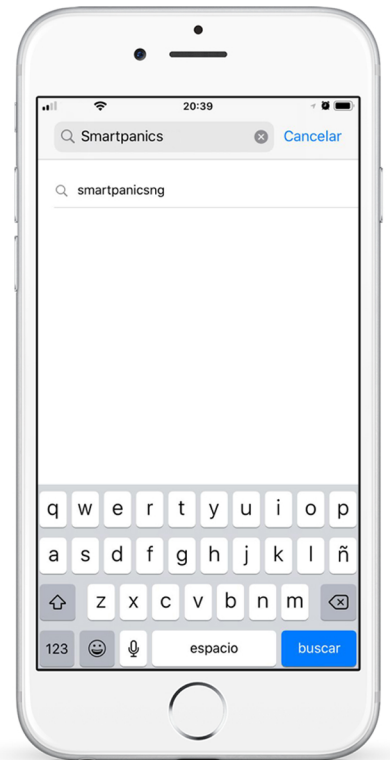 20:39
Smartpanics Cancelar
smartpanicsng
q w e r t y u i o p
a s d f g h j k l ñ
z x c v b n m
123 espacio buscar